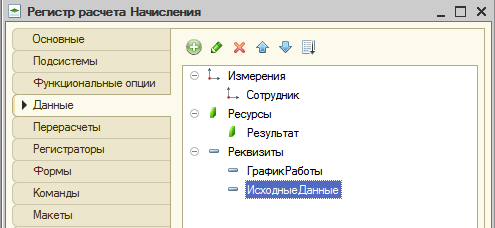 Регистр расчета Начисления
Основные
Подсистемы
Функциональные опции
Данные
Перерасчеты
Регистраторы
Формы
Команды
Макеты
Измерения
Сотрудник
Ресурсы
Результат
Реквизиты
ГрафикРаботы
ИсходныеДанные